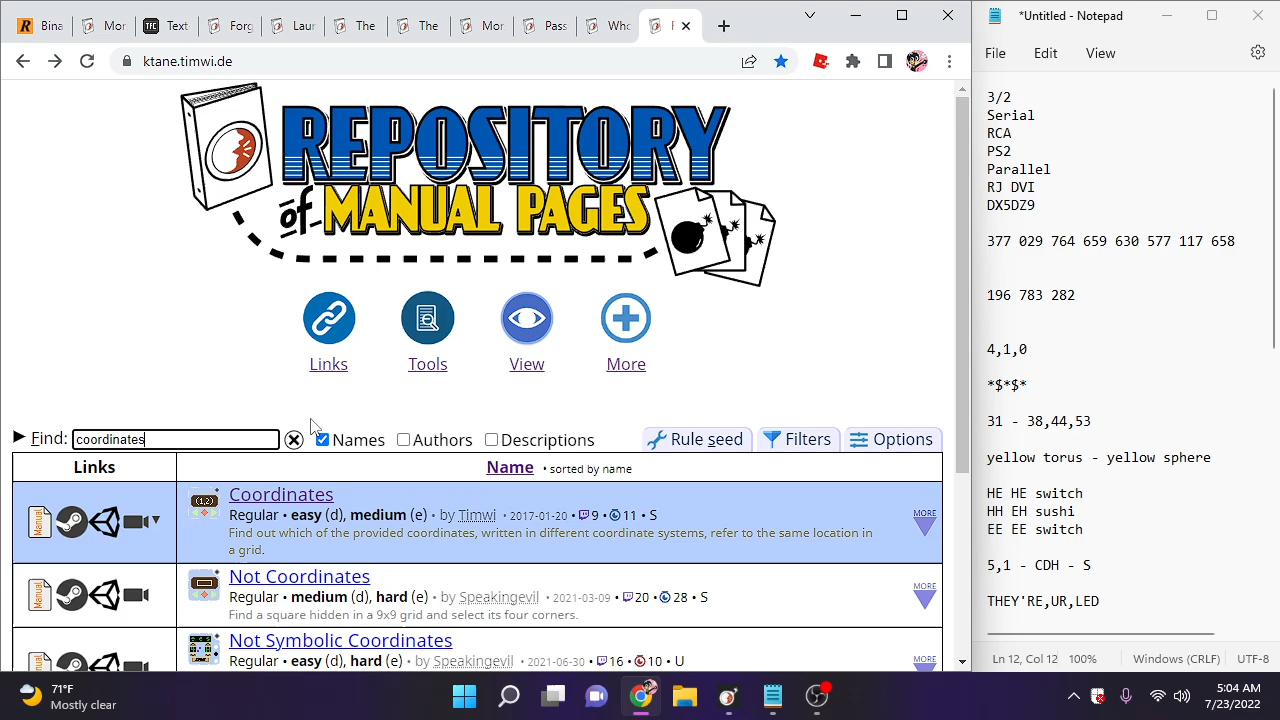 Bina
Mor
Text
Forg
Sour
The
The
Mor
Pas
Who
ktane.timwi.de
REPOSITORY
of MANUAL PAGES
Links
Tools
View
More
Find: coordinates
Names
Authors
Descriptions
Rule seed
Filters
Options
Links
Name • sorted by name
Manual
Coordinates
Regular • easy (d), medium (e) • by Timwi • 2017-01-20 • 9 • 11 • S
Find out which of the provided coordinates, written in different coordinate systems, refer to the same location in
a grid.
MORE
Manual
Not Coordinates
Regular • medium (d), hard (e) • by Speakingevil • 2021-03-09 • 20 • 28 • S
Find a square hidden in a 9x9 grid and select its four corners.
MORE
Not Symbolic Coordinates
Regular • easy (d), hard (e) • by Speakingevil • 2021-06-30 • 16 • 10 • U
MORE
*Untitled - Notepad
File
Edit
View
3/2
Serial
RCA
PS2
Parallel
RJ DVI
DX5DZ9
377 029 764 659 630 577 117 658
196 783 282
4,1,0
*$*$*
31 - 38,44,53
yellow torus - yellow sphere
HE HE switch
HH EH sushi
EE EE switch
5,1 - CDH - S
THEY'RE,UR,LED
Ln 12, Col 12
100%
Windows (CRLF)
UTF-8
71°F
Mostly clear
5:04 AM
7/23/2022